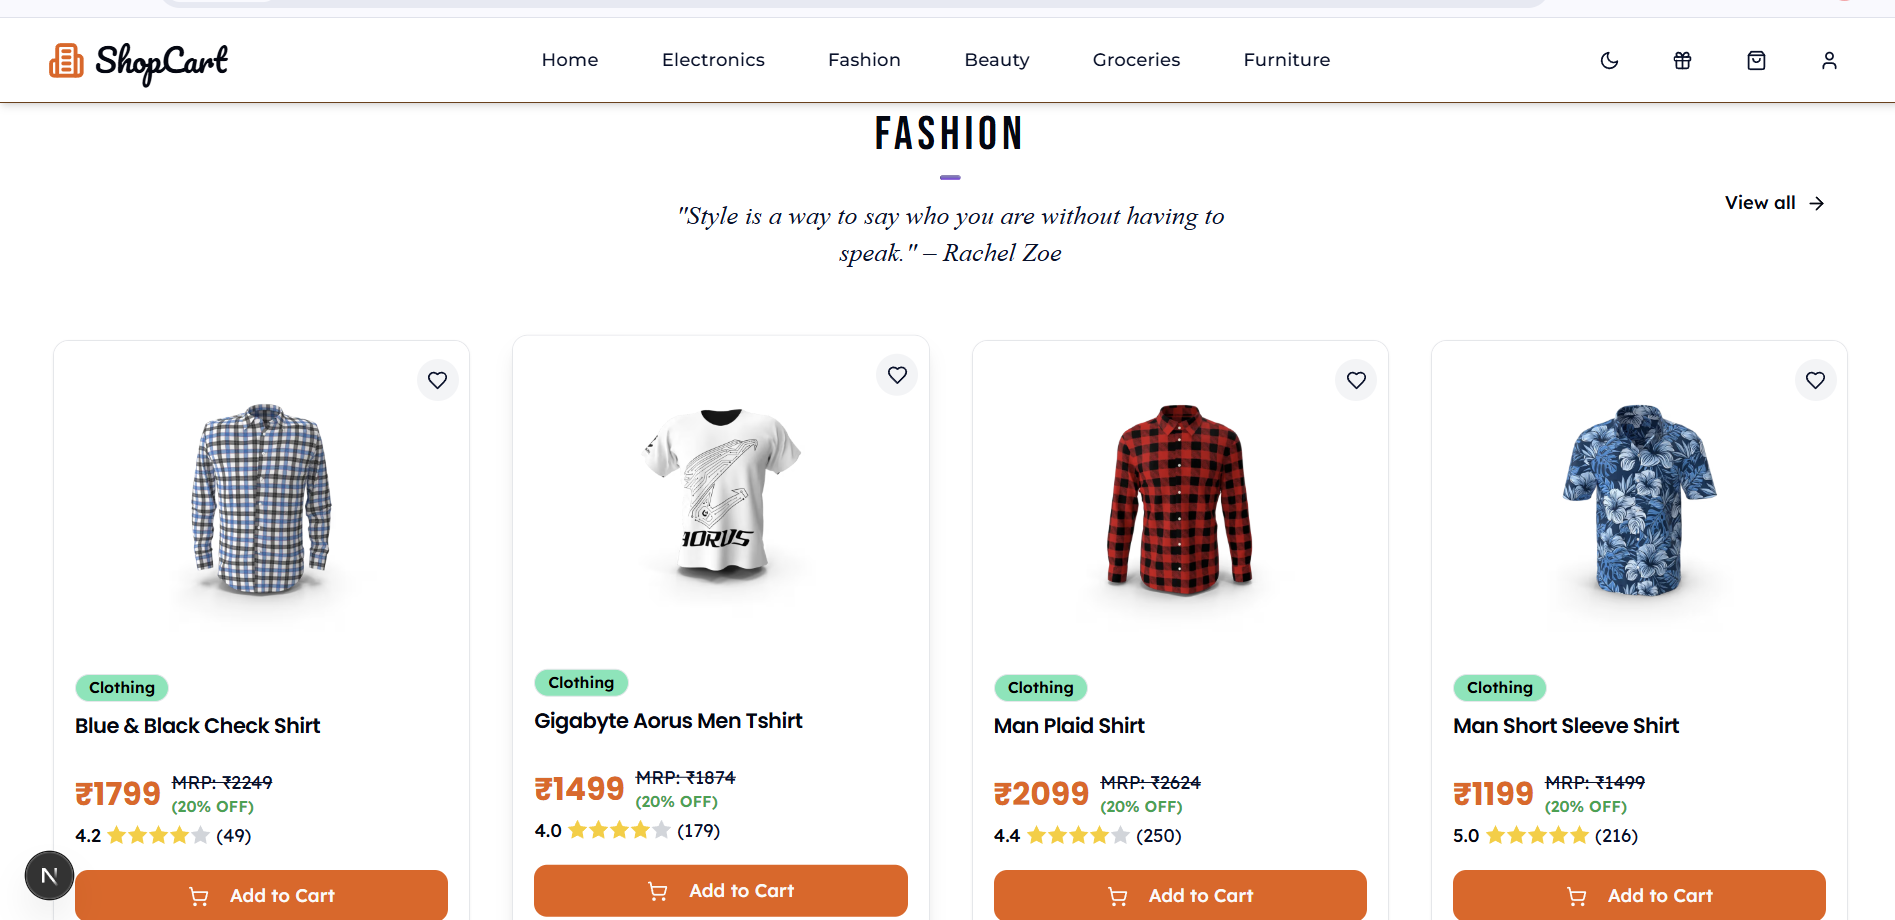 ShopCart
Home Electronics Fashion Beauty Groceries Furniture
FASHION
"Style is a way to say who you are without having to
speak." – Rachel Zoe
View all
AORUS
Clothing
Blue & Black Check Shirt
₹1799 MRP: ₹2249
(20% OFF)
4.2 (49)
Add to Cart
Clothing
Gigabyte Aorus Men Tshirt
₹1499 MRP: ₹1874
(20% OFF)
4.0 (179)
Add to Cart
Clothing
Man Plaid Shirt
₹2099 MRP: ₹2624
(20% OFF)
4.4 (250)
Add to Cart
Clothing
Man Short Sleeve Shirt
₹1199 MRP: ₹1499
(20% OFF)
5.0 (216)
Add to Cart
N